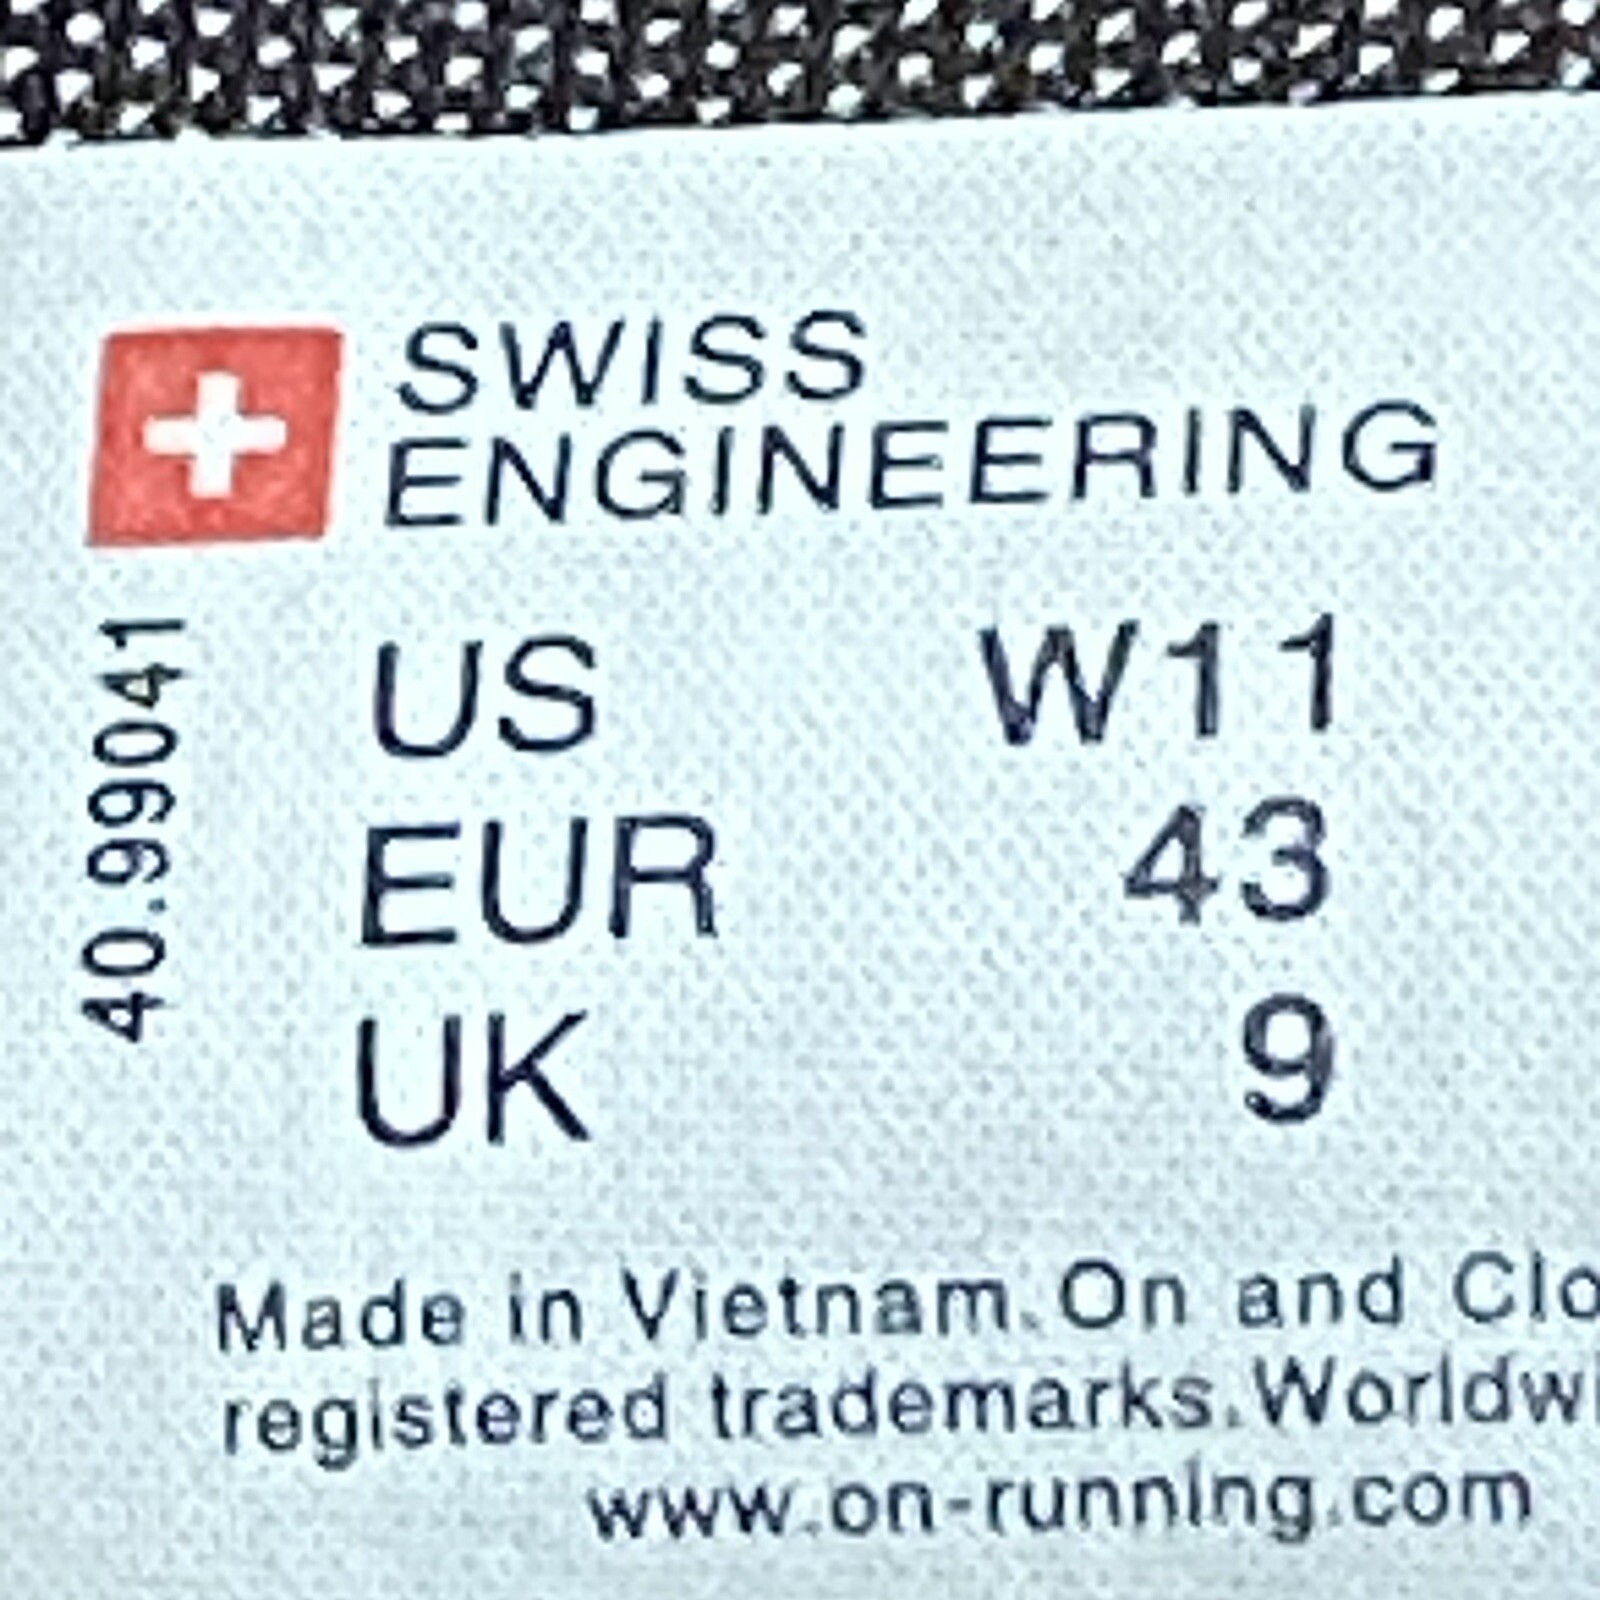 SWISS
ENGINEERING
40.99041
US W11
EUR 43
UK 9
Made in Vietnam.On and Clo
registered trademarks.Worldwi
www.on-running.com